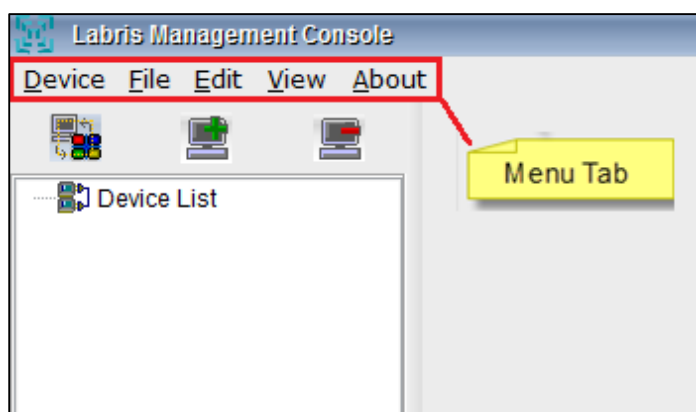 Labris Management Console
Device File Edit View About
Menu Tab
Device List